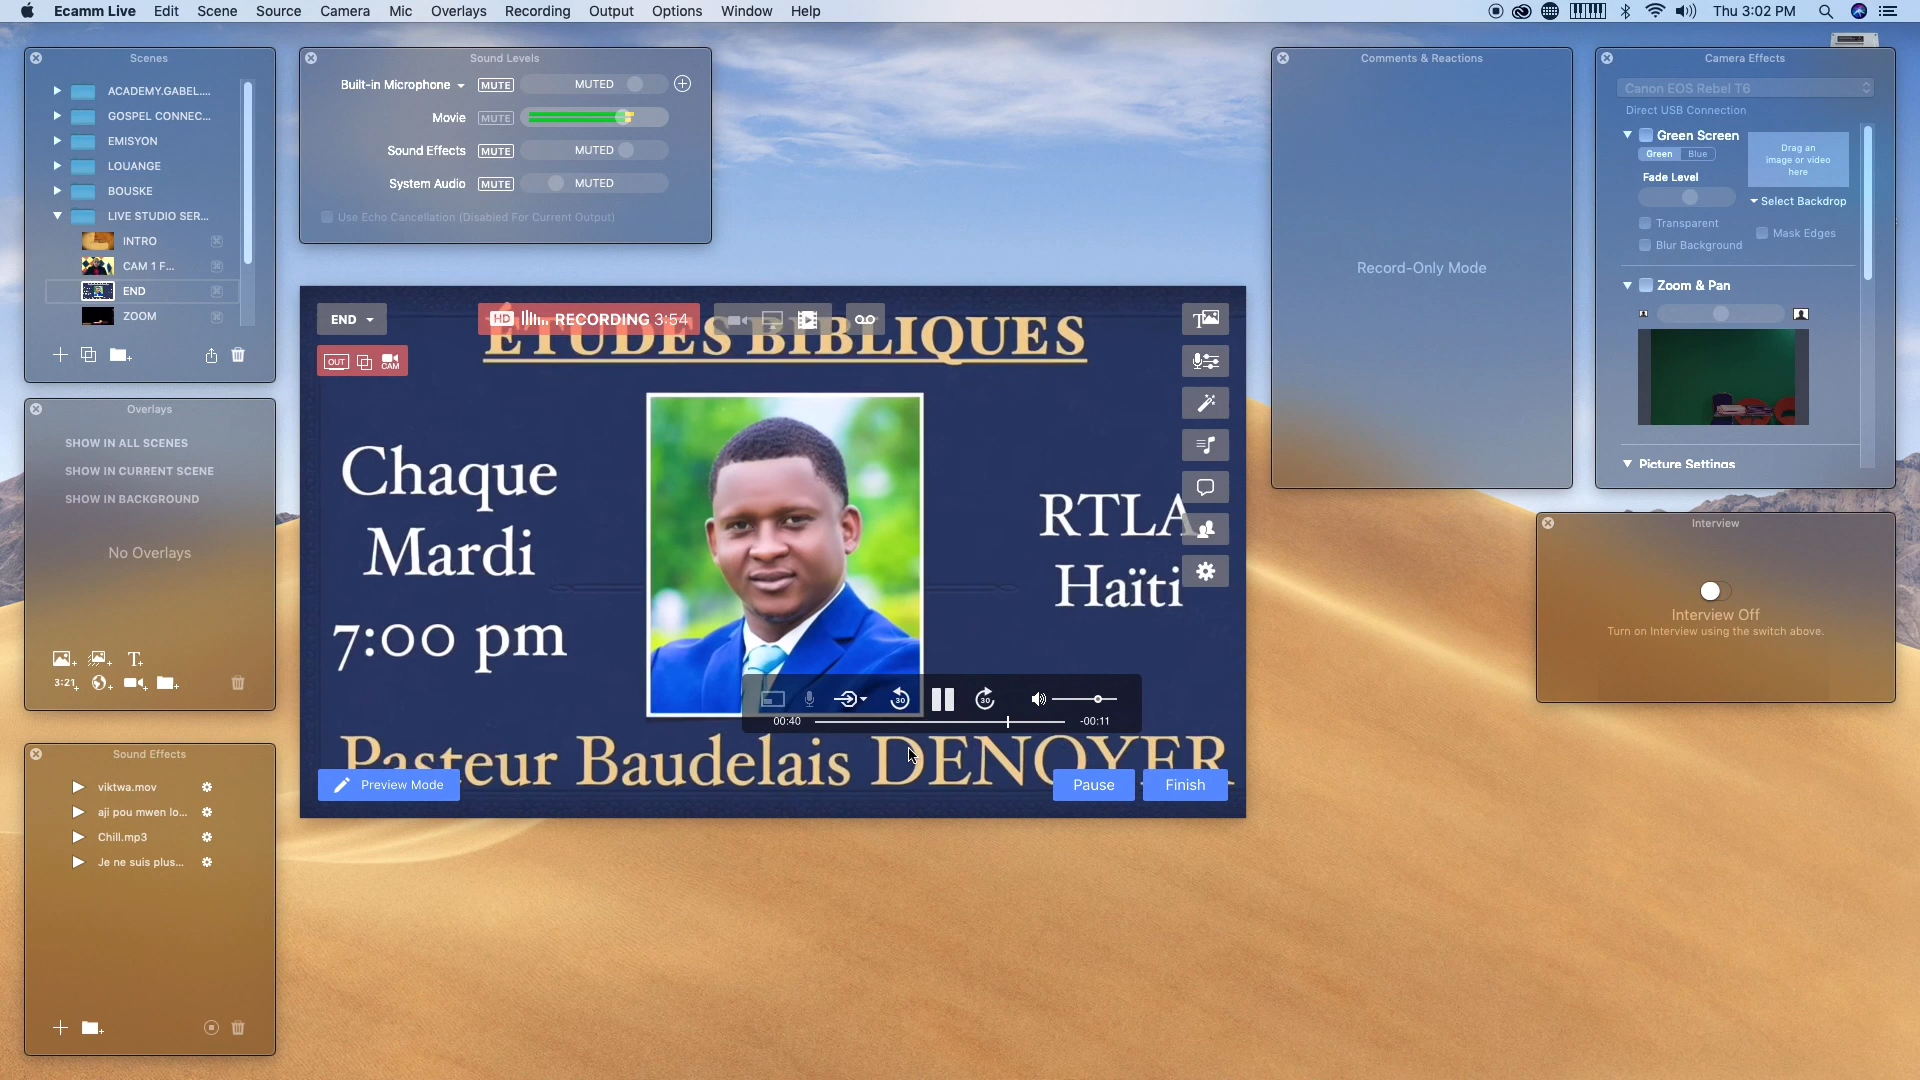 Ecamm Live Edit Scene Source Camera Mic Overlays Recording Output Options Window Help
Thu 3:02 PM
Scenes
ACADEMY.GABEL....
GOSPEL CONNEC...
EMISYON
LOUANGE
BOUSKE
LIVE STUDIO SER...
INTRO
CAM 1 F...
END
ZOOM
Overlays
SHOW IN ALL SCENES
SHOW IN CURRENT SCENE
SHOW IN BACKGROUND
No Overlays
3:21
Sound Effects
viktwa.mov
aji pou mwen lo...
Chill.mp3
Je ne suis plus...
Sound Levels
Built-in Microphone MUTE MUTED
Movie MUTE
Sound Effects MUTE MUTED
System Audio MUTE MUTED
Use Echo Cancellation (Disabled For Current Output)
END
HD RECORDING 3:54
OUT CAM
ÉTUDES BIBLIQUES
Chaque
Mardi
7:00 pm
RTLA
Haïti
30 30
00:40 -00:11
Pasteur Baudelais DENOYER
Preview Mode
Pause Finish
Comments & Reactions
Record-Only Mode
Camera Effects
Canon EOS Rebel T6
Direct USB Connection
Green Screen
Green Blue
Drag an
image or video
here
Fade Level
Select Backdrop
Transparent
Mask Edges
Blur Background
Zoom & Pan
Picture Settings
Interview
Interview Off
Turn on Interview using the switch above.